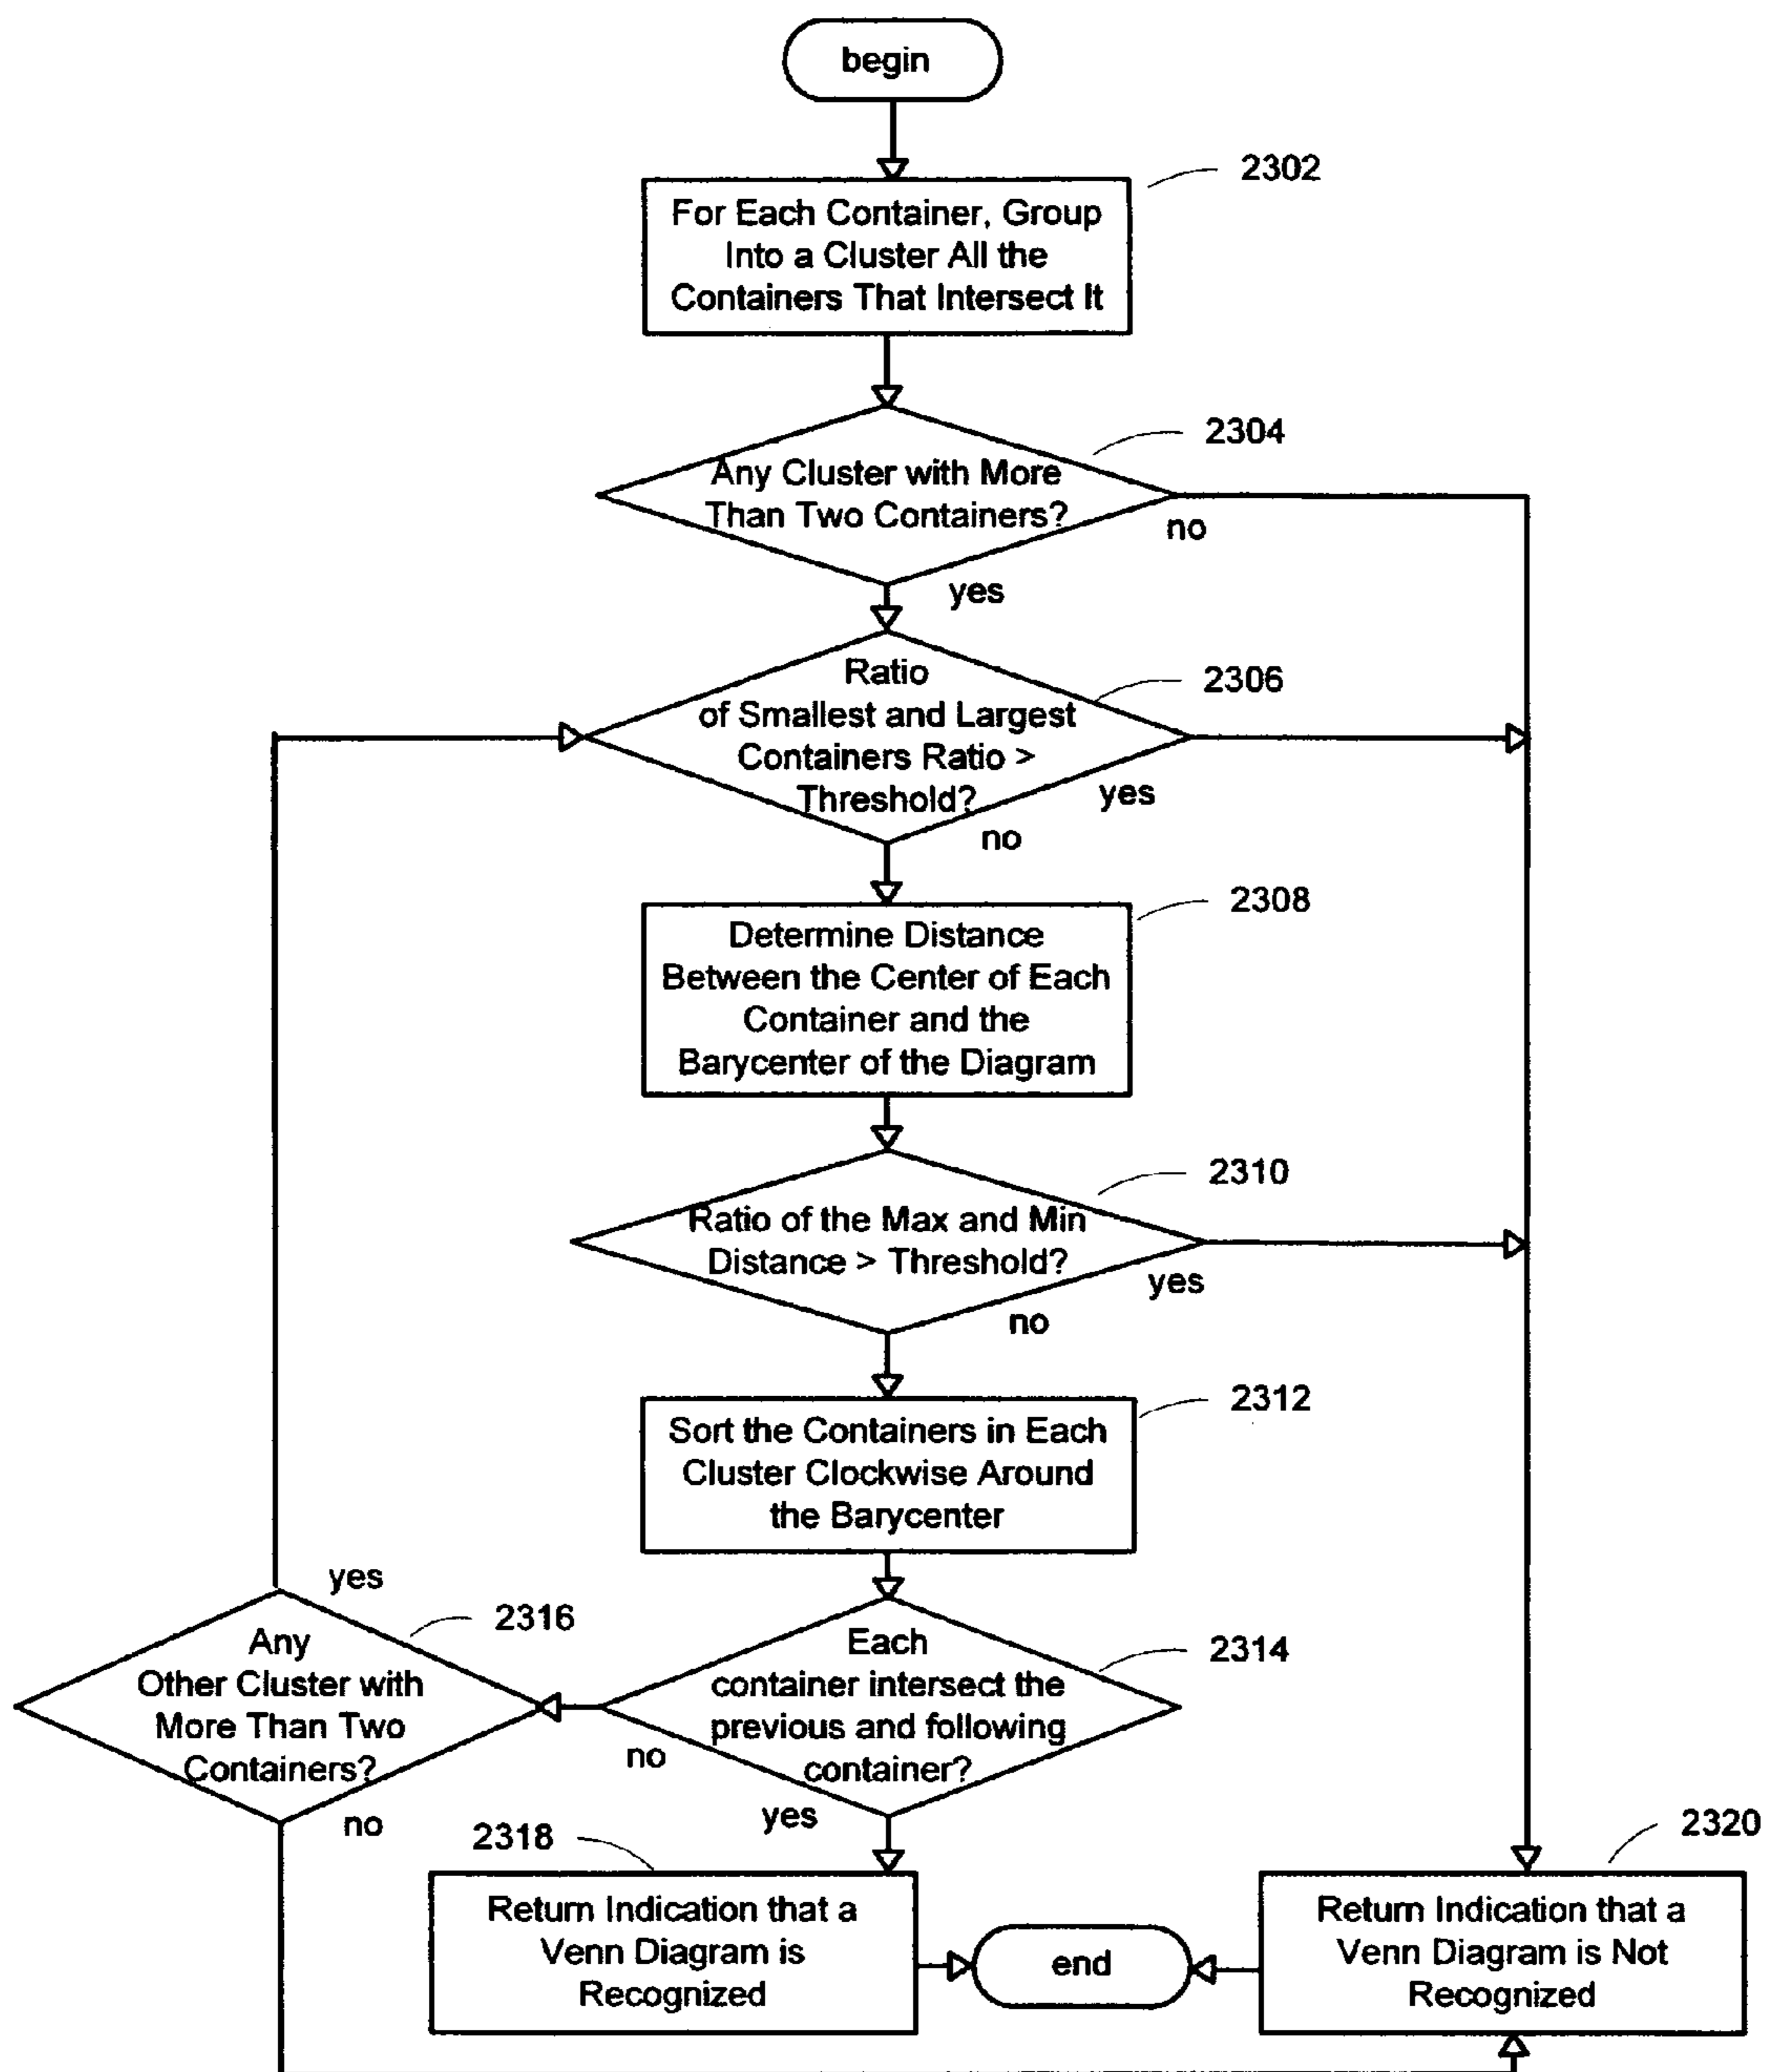 begin
2302
For Each Container, Group
Into a Cluster All the
Containers That Intersect It
2304
Any Cluster with More
Than Two Containers?
no
yes
2306
Ratio
of Smallest and Largest
Containers Ratio >
Threshold?
yes
no
2308
Determine Distance
Between the Center of Each
Container and the
Barycenter of the Diagram
2310
Ratio of the Max and Min
Distance > Threshold?
yes
no
2312
Sort the Containers in Each
Cluster Clockwise Around
the Barycenter
yes
2316
Any
Other Cluster with
More Than Two
Containers?
no
2314
Each
container intersect the
previous and following
container?
no
yes
2318
Return Indication that a
Venn Diagram is
Recognized
end
2320
Return Indication that a
Venn Diagram is Not
Recognized